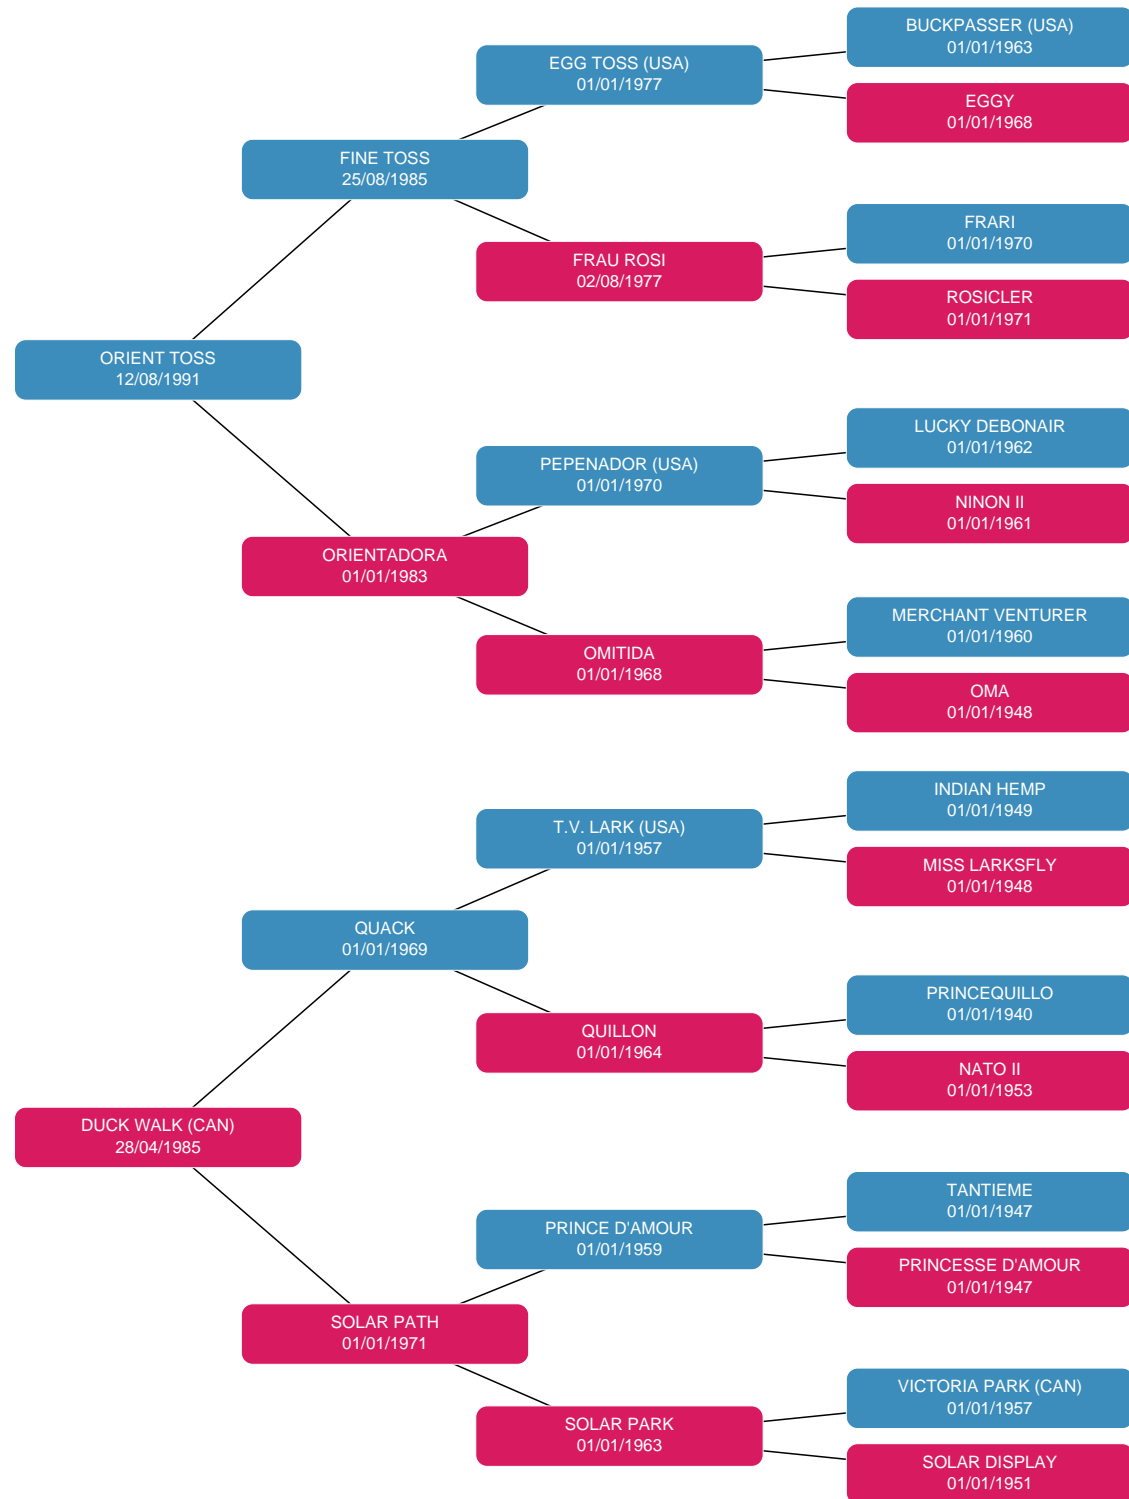 BUCKPASSER (USA)
01/01/1963
EGG TOSS (USA)
01/01/1977
EGGY
01/01/1968
FINE TOSS
25/08/1985
FRARI
01/01/1970
FRAU ROSI
02/08/1977
ROSICLER
01/01/1971
ORIENT TOSS
12/08/1991
LUCKY DEBONAIR
01/01/1962
PEPENADOR (USA)
01/01/1970
NINON II
01/01/1961
ORIENTADORA
01/01/1983
MERCHANT VENTURER
01/01/1960
OMITIDA
01/01/1968
OMA
01/01/1948
INDIAN HEMP
01/01/1949
T.V. LARK (USA)
01/01/1957
MISS LARKSFLY
01/01/1948
QUACK
01/01/1969
PRINCEQUILLO
01/01/1940
QUILLON
01/01/1964
NATO II
01/01/1953
DUCK WALK (CAN)
28/04/1985
TANTIEME
01/01/1947
PRINCE D'AMOUR
01/01/1959
PRINCESSE D'AMOUR
01/01/1947
SOLAR PATH
01/01/1971
VICTORIA PARK (CAN)
01/01/1957
SOLAR PARK
01/01/1963
SOLAR DISPLAY
01/01/1951